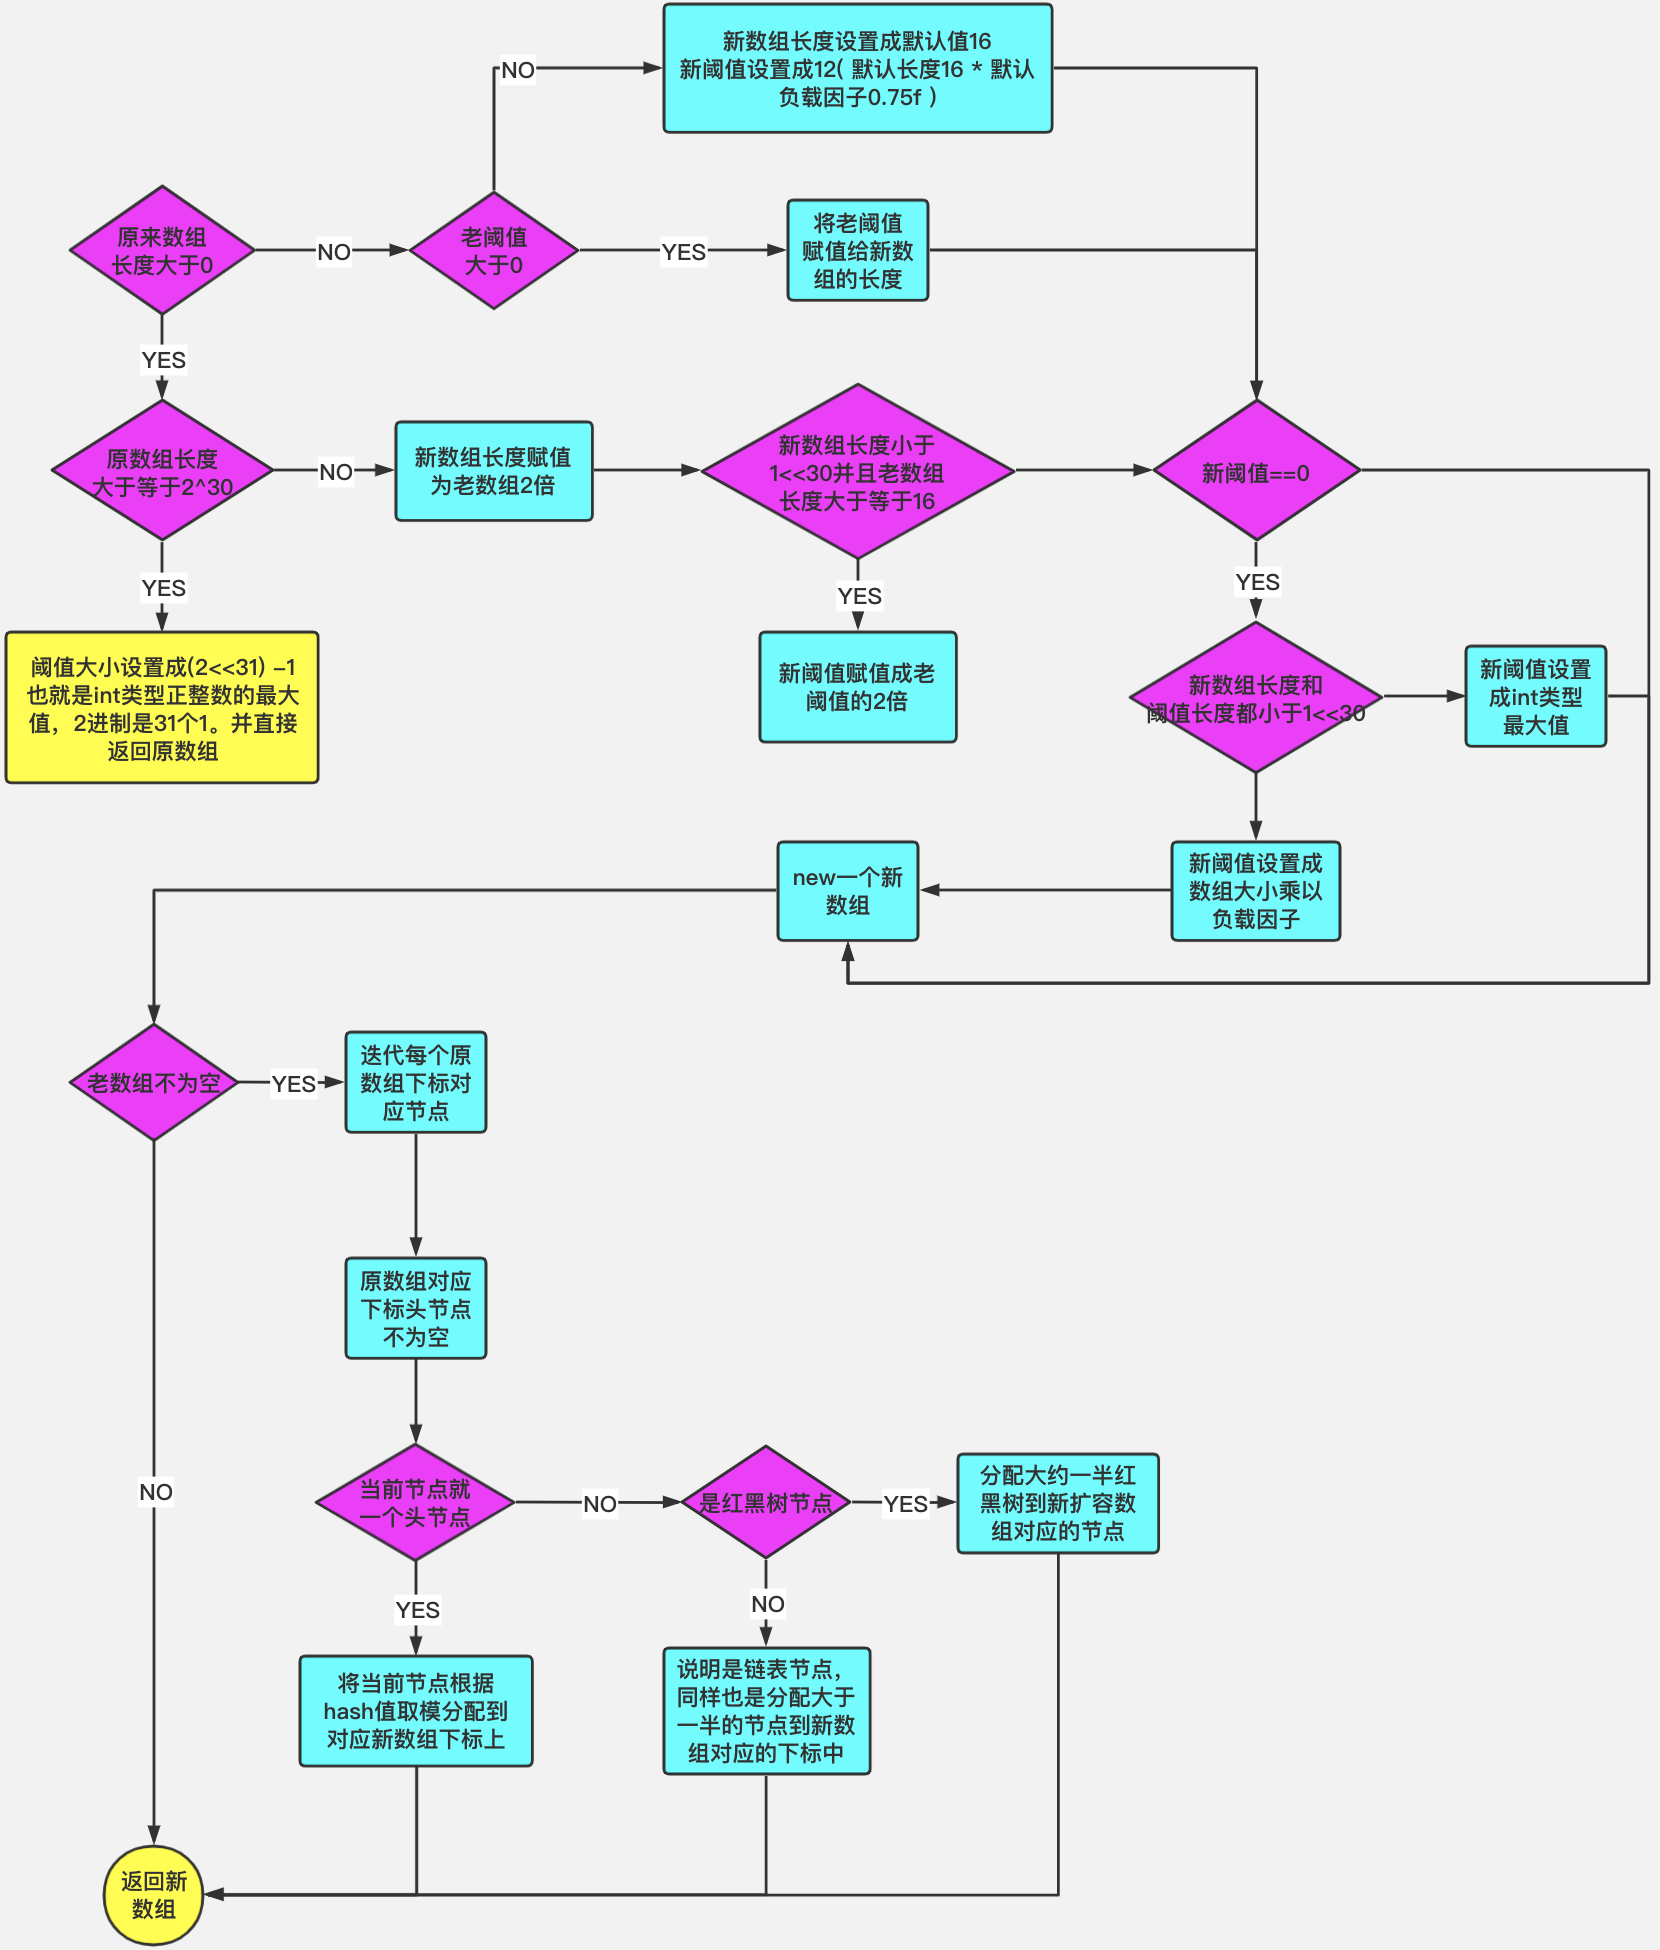 新数组长度设置成默认值16
新阈值设置成12( 默认长度16 * 默认
负载因子0.75f )
NO
原来数组
长度大于0
NO
老阈值
大于0
YES
将老阈值
赋值给新数
组的长度
YES
原数组长度
大于等于2^30
NO
新数组长度赋值
为老数组2倍
新数组长度小于
1<<30并且老数组
长度大于等于16
新阈值==0
YES
YES
YES
阈值大小设置成(2<<31) –1
也就是int类型正整数的最大
值，2进制是31个1。并直接
返回原数组
新阈值赋值成老
阈值的2倍
新数组长度和
阈值长度都小于1<<30
新阈值设置
成int类型
最大值
new一个新
数组
新阈值设置成
数组大小乘以
负载因子
老数组不为空
YES
迭代每个原
数组下标对
应节点
原数组对应
下标头节点
不为空
NO
当前节点就
一个头节点
NO
是红黑树节点
YES
分配大约一半红
黑树到新扩容数
组对应的节点
YES
NO
将当前节点根据
hash值取模分配到
对应新数组下标上
说明是链表节点，
同样也是分配大于
一半的节点到新数
组对应的下标中
返回新
数组